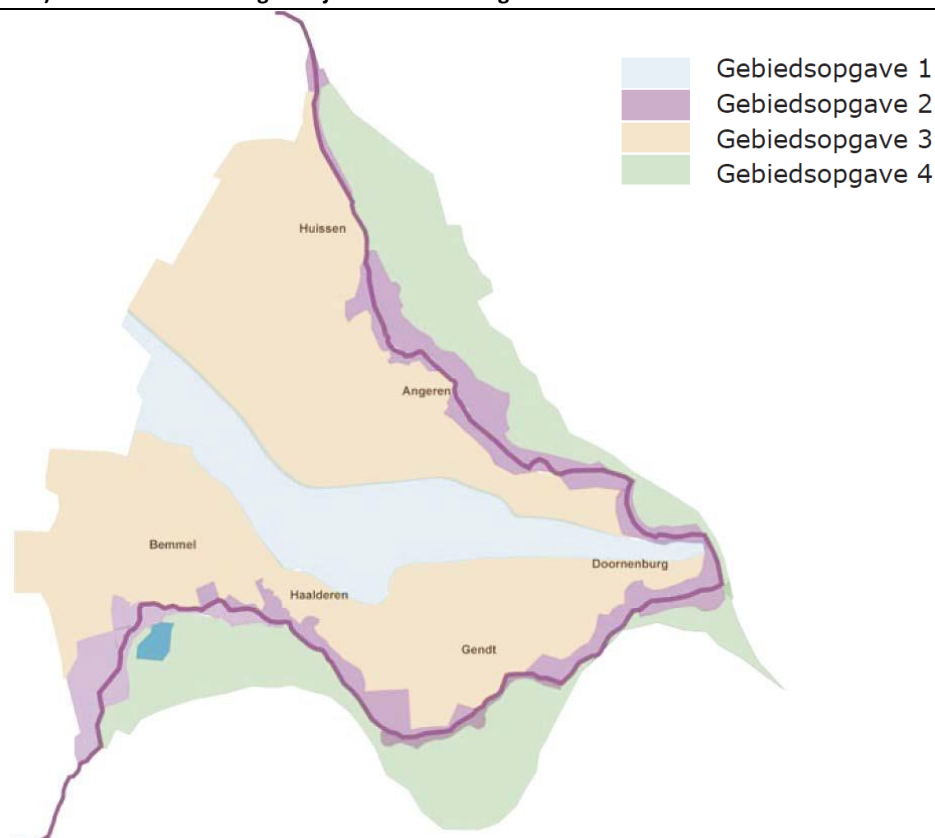 Gebiedsopgave 1
Gebiedsopgave 2
Gebiedsopgave 3
Gebiedsopgave 4
Huissen
Angeren
Bemmel
Doornenburg
Haalderen
Gendt